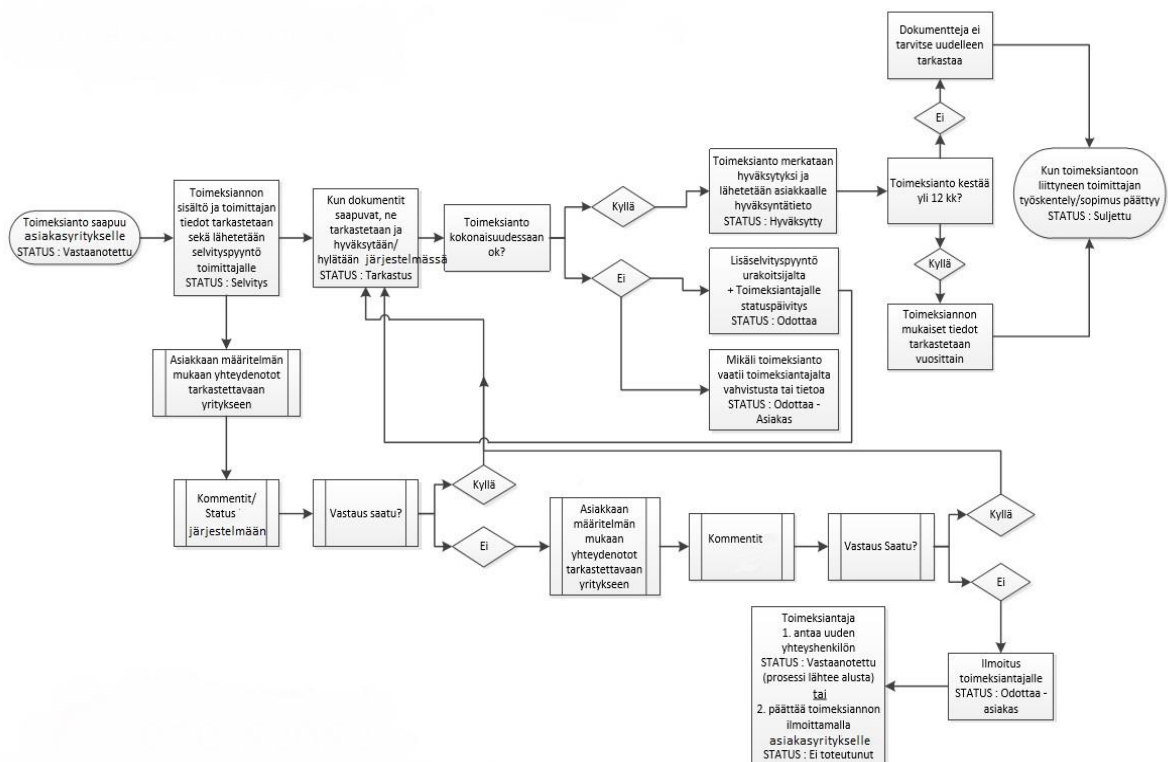 Toimeksianto saapuu
asiakasyritykselle
STATUS : Vastaanotettu
Toimeksiannon
sisältö ja toimittajan
tiedot tarkastetaan
sekä lähetetään
selvityspyyntö
toimittajalle
STATUS : Selvitys
Kun dokumentit
saapuvat, ne
tarkastetaan ja
hyväksytään/
hylätään järjestelmässä
STATUS : Tarkastus
Toimeksianto
kokonaisuudessaan
ok?
Kyllä
Ei
Toimeksianto merkataan
hyväksytyksi ja
lähetetään asiakkaalle
hyväksyntätieto
STATUS : Hyväksytty
Lisäselvityspyyntö
urakoitsijalta
+ Toimeksiantajalle
statuspäivitys
STATUS : Odottaa
Mikäli toimeksianto
vaatii toimeksiantajalta
vahvistusta tai tietoa
STATUS : Odottaa -
Asiakas
Toimeksianto kestää
yli 12 kk?
Ei
Dokumentteja ei
tarvitse uudelleen
tarkastaa
Kyllä
Toimeksiannon
mukaiset tiedot
tarkastetaan
vuosittain
Kun toimeksiantoon
liittyneen toimittajan
työskentely/sopimus päättyy
STATUS : Suljettu
Asiakkaan määritelmän
mukaan yhteydenotot
tarkastettavaan
yritykseen
Kommentit/
Status
järjestelmään
Vastaus saatu?
Kyllä
Ei
Asiakkaan
määritelmän
mukaan
yhteydenotot
tarkastettavaan
yritykseen
Kommentit
Vastaus Saatu?
Kyllä
Ei
Ilmoitus
toimeksiantajalle
STATUS : Odottaa -
asiakas
Toimeksiantaja
1. antaa uuden
yhteyshenkilön
STATUS : Vastaanotettu
(prosessi lähtee alusta)
tai
2. päättää toimeksiannon
ilmoittamalla
asiakasyritykselle
STATUS : Ei toteutunut